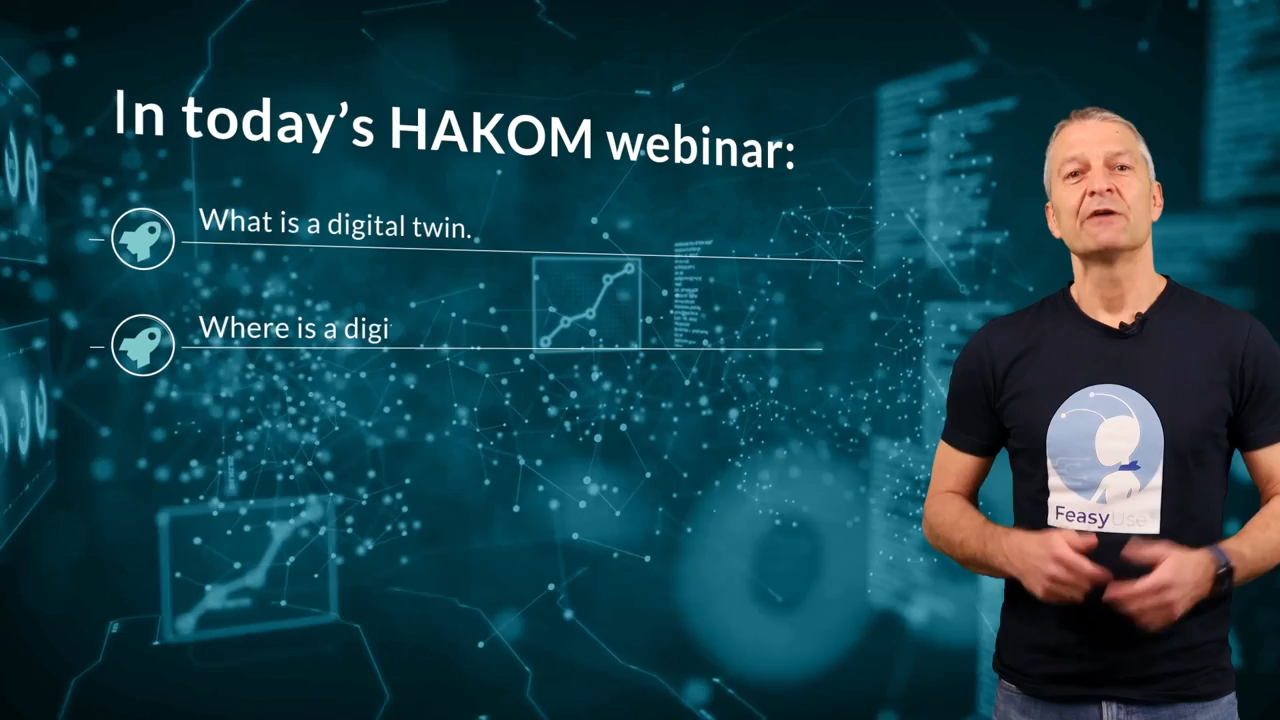 In today’s HAKOM webinar:
What is a digital twin.
Where is a digi
FeasyUse